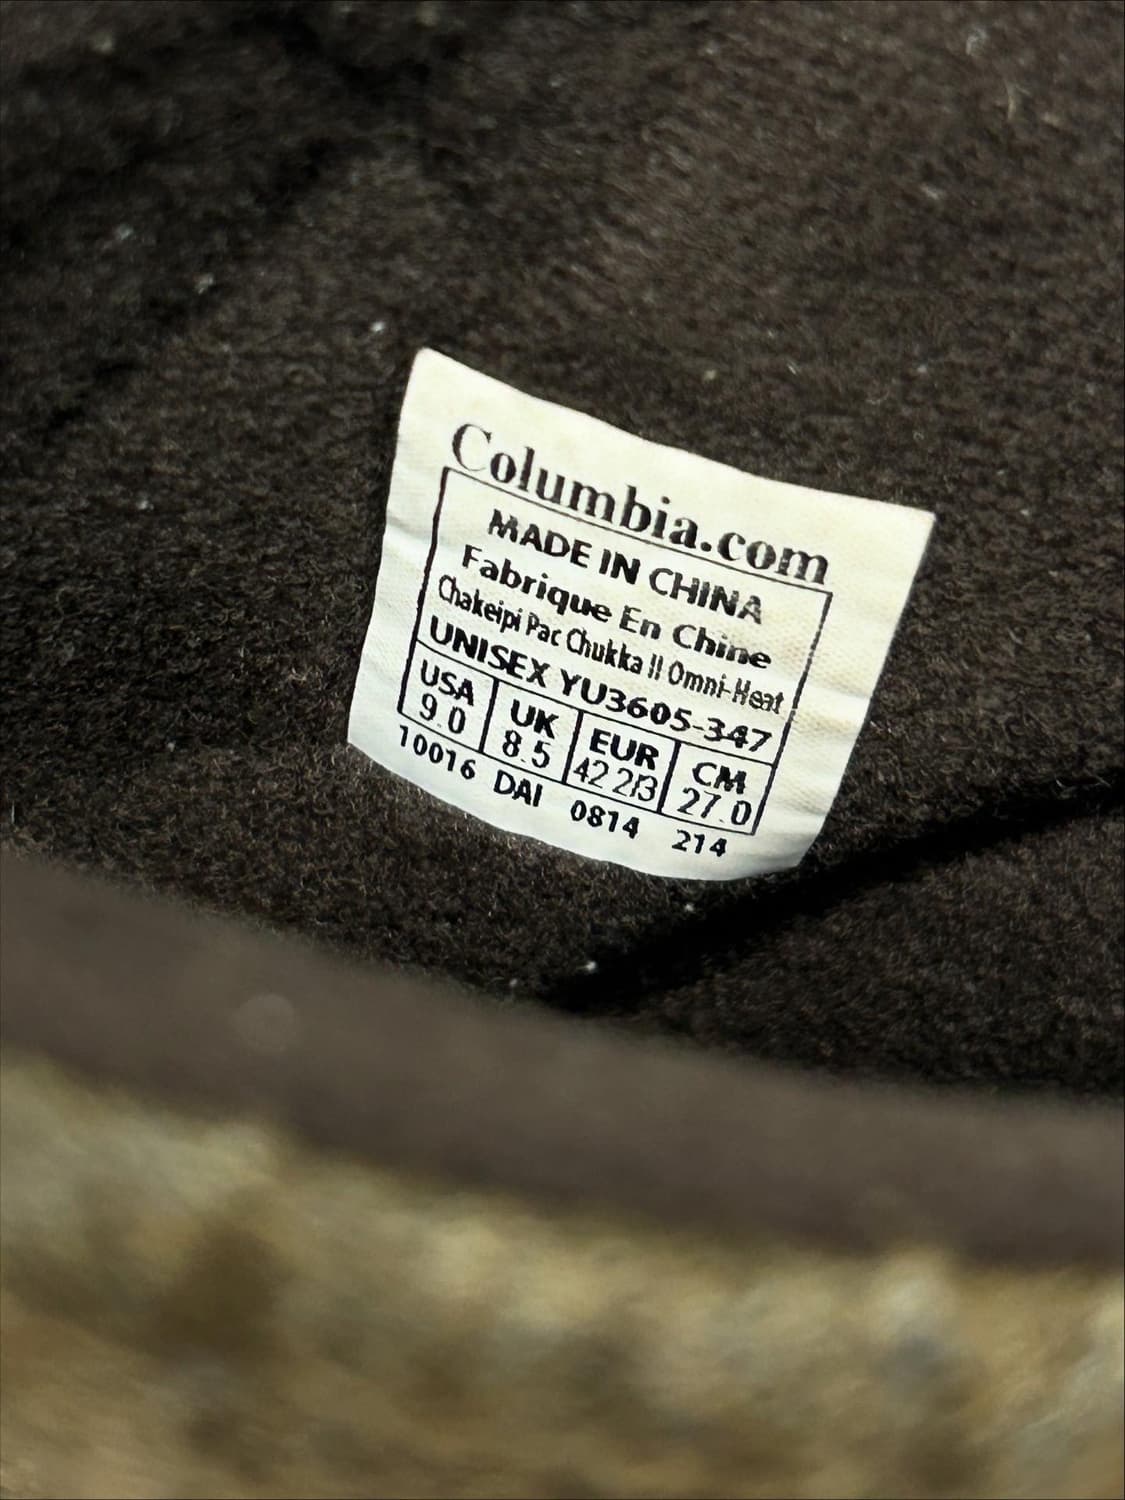 Columbia.com
MADE IN CHINA
Fabrique En Chine
Chakeipi Pac Chukka II Omni-Heat
UNISEX YU3605-347
USA UK EUR CM
9.0 8.5 42 2/3 27.0
10016 DAI 0814 214